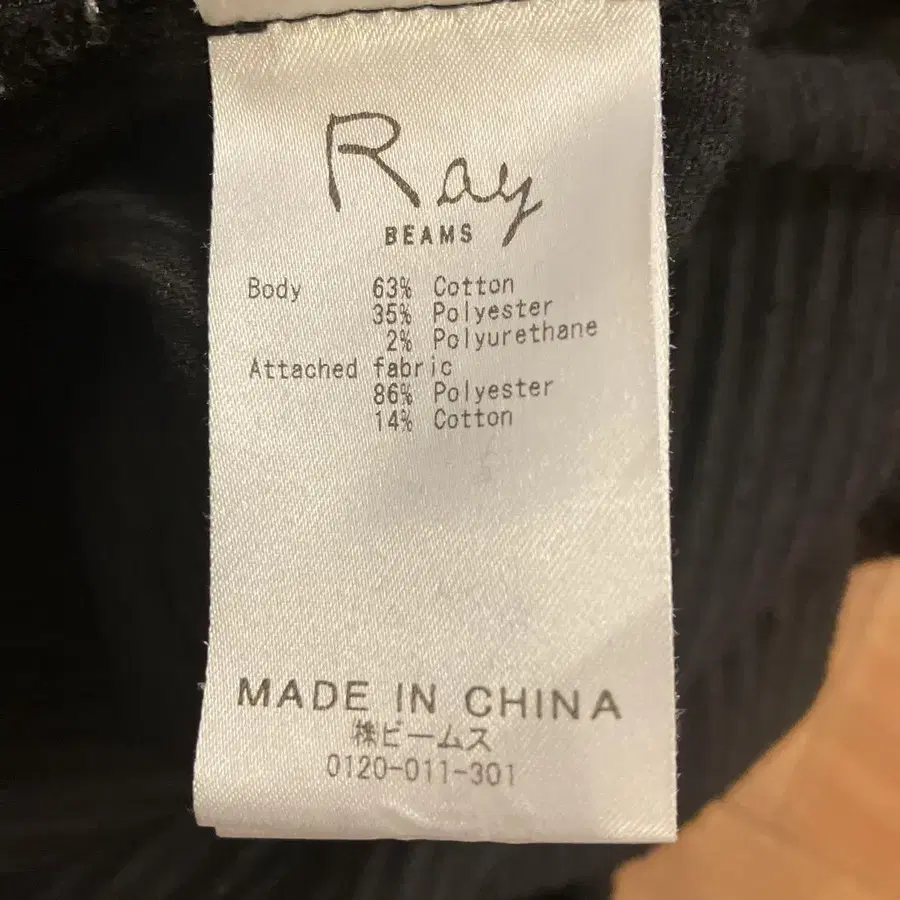 Ray
BEAMS
Body 63% Cotton
35% Polyester
2% Polyurethane
Attached fabric
86% Polyester
14% Cotton
MADE IN CHINA
㈱ビームス
0120-011-301